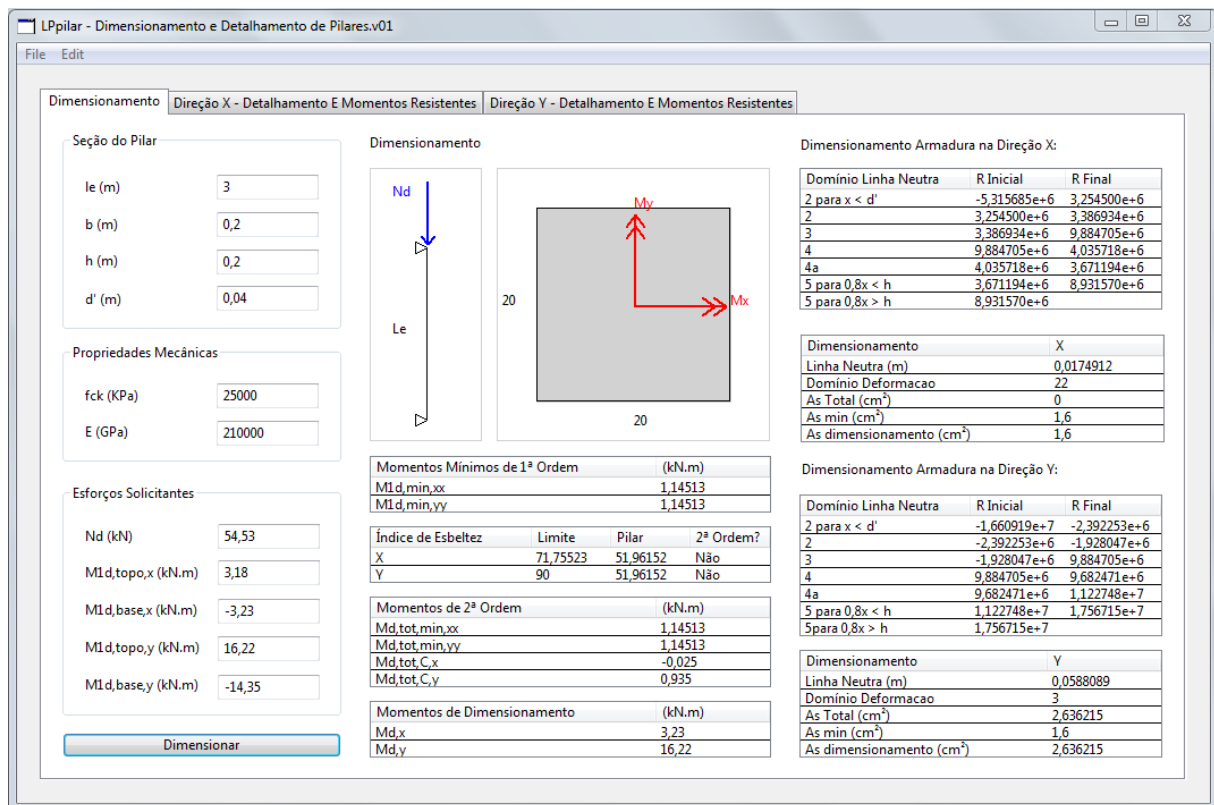 LPpilar - Dimensionamento e Detalhamento de Pilares.v01
File Edit
Dimensionamento
Direção X - Detalhamento E Momentos Resistentes
Direção Y - Detalhamento E Momentos Resistentes
Seção do Pilar
le (m) 3
b (m) 0,2
h (m) 0,2
d' (m) 0,04
Propriedades Mecânicas
fck (KPa) 25000
E (GPa) 210000
Esforços Solicitantes
Nd (kN) 54,53
M1d,topo,x (kN.m) 3,18
M1d,base,x (kN.m) -3,23
M1d,topo,y (kN.m) 16,22
M1d,base,y (kN.m) -14,35
Dimensionar
Dimensionamento
Nd
Le
My
Mx
20
20
Momentos Mínimos de 1ª Ordem (kN.m)
M1d,min,xx 1,14513
M1d,min,yy 1,14513
Índice de Esbeltez Limite Pilar 2ª Ordem?
X 71,75523 51,96152 Não
Y 90 51,96152 Não
Momentos de 2ª Ordem (kN.m)
Md,tot,min,xx 1,14513
Md,tot,min,yy 1,14513
Md,tot,C,x -0,025
Md,tot,C,y 0,935
Momentos de Dimensionamento (kN.m)
Md,x 3,23
Md,y 16,22
Dimensionamento Armadura na Direção X:
Domínio Linha Neutra R Inicial R Final
2 para x < d' -5,315685e+6 3,254500e+6
2 3,254500e+6 3,386934e+6
3 3,386934e+6 9,884705e+6
4 9,884705e+6 4,035718e+6
4a 4,035718e+6 3,671194e+6
5 para 0,8x < h 3,671194e+6 8,931570e+6
5 para 0,8x > h 8,931570e+6
Dimensionamento X
Linha Neutra (m) 0,0174912
Domínio Deformacao 22
As Total (cm²) 0
As min (cm²) 1,6
As dimensionamento (cm²) 1,6
Dimensionamento Armadura na Direção Y:
Domínio Linha Neutra R Inicial R Final
2 para x < d' -1,660919e+7 -2,392253e+6
2 -2,392253e+6 -1,928047e+6
3 -1,928047e+6 9,884705e+6
4 9,884705e+6 9,682471e+6
4a 9,682471e+6 1,122748e+7
5 para 0,8x < h 1,122748e+7 1,756715e+7
5para 0,8x > h 1,756715e+7
Dimensionamento Y
Linha Neutra (m) 0,0588089
Domínio Deformacao 3
As Total (cm²) 2,636215
As min (cm²) 1,6
As dimensionamento (cm²) 2,636215